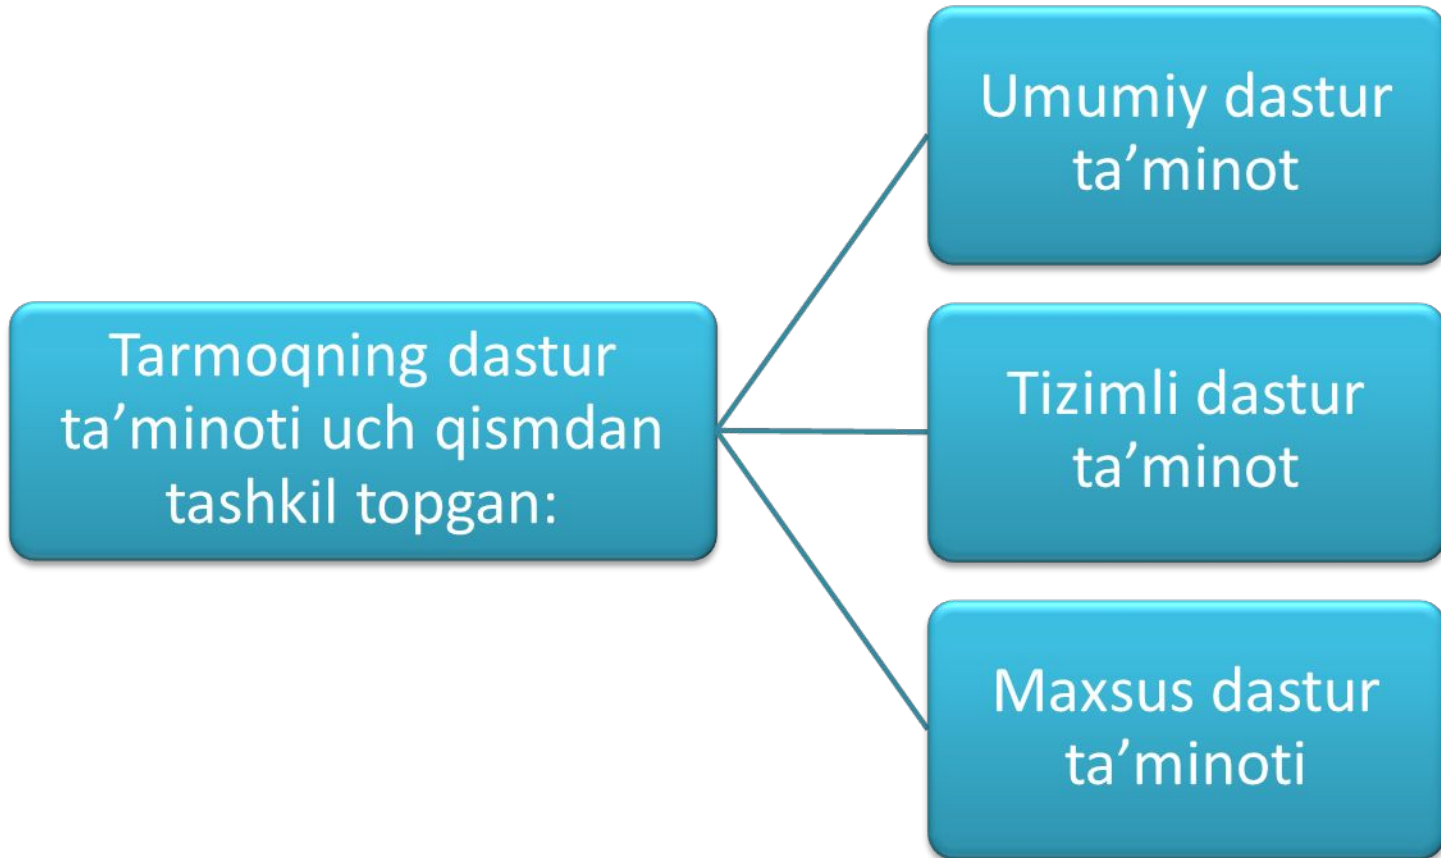 Tarmoqning dastur
ta’minoti uch qismdan
tashkil topgan:
Umumiy dastur
ta’minot
Tizimli dastur
ta’minot
Maxsus dastur
ta’minoti